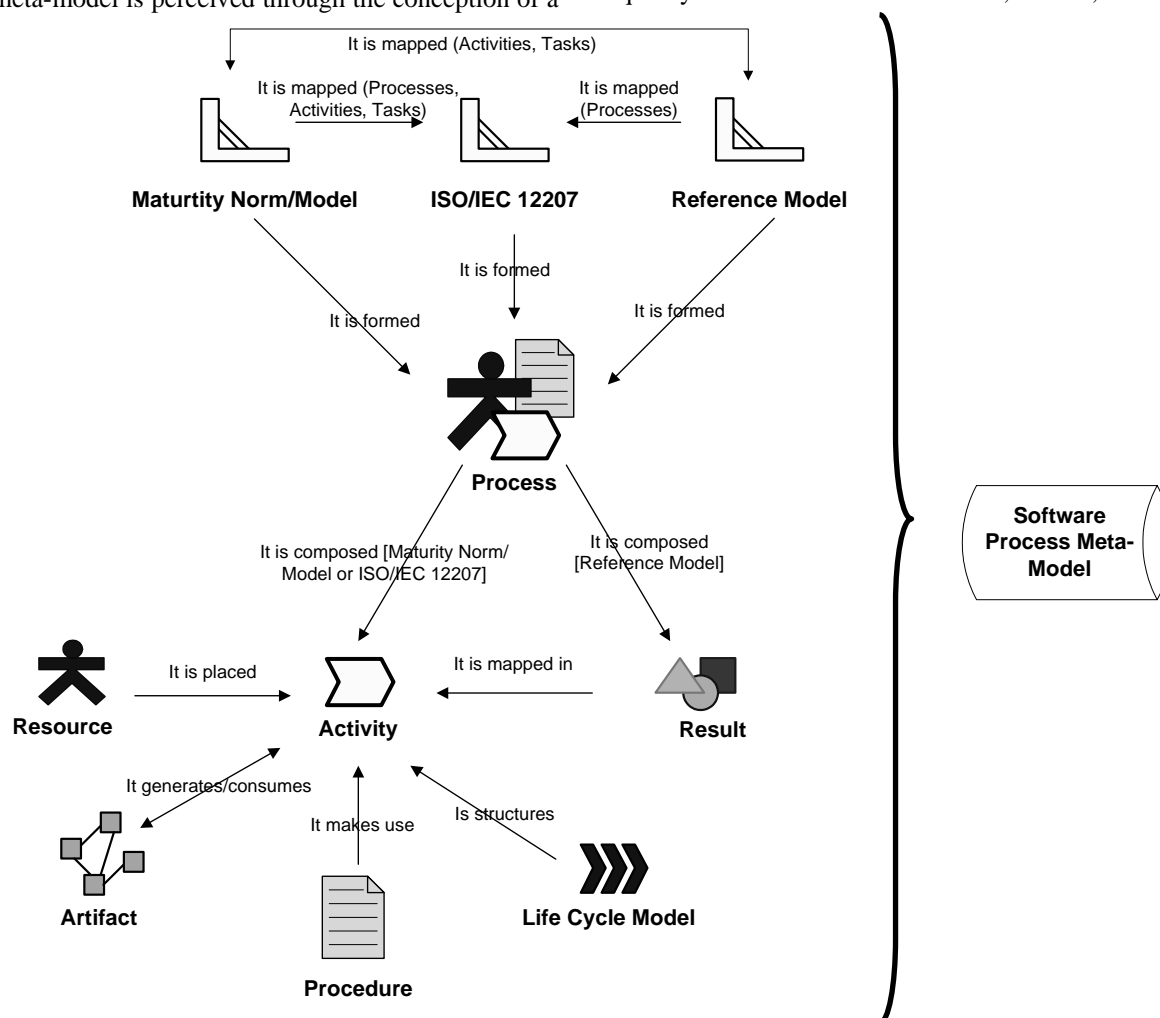 meta-model is perceived through the conception of a
It is mapped (Activities, Tasks)
It is mapped (Processes,
Activities, Tasks)
It is mapped
(Processes)
Maturtity Norm/Model
ISO/IEC 12207
Reference Model
It is formed
It is formed
It is formed
Process
It is composed [Maturity Norm/
Model or ISO/IEC 12207]
It is composed
[Reference Model]
Software
Process Meta-
Model
It is placed
It is mapped in
Resource
Activity
Result
It generates/consumes
It makes use
Is structures
Artifact
Life Cycle Model
Procedure